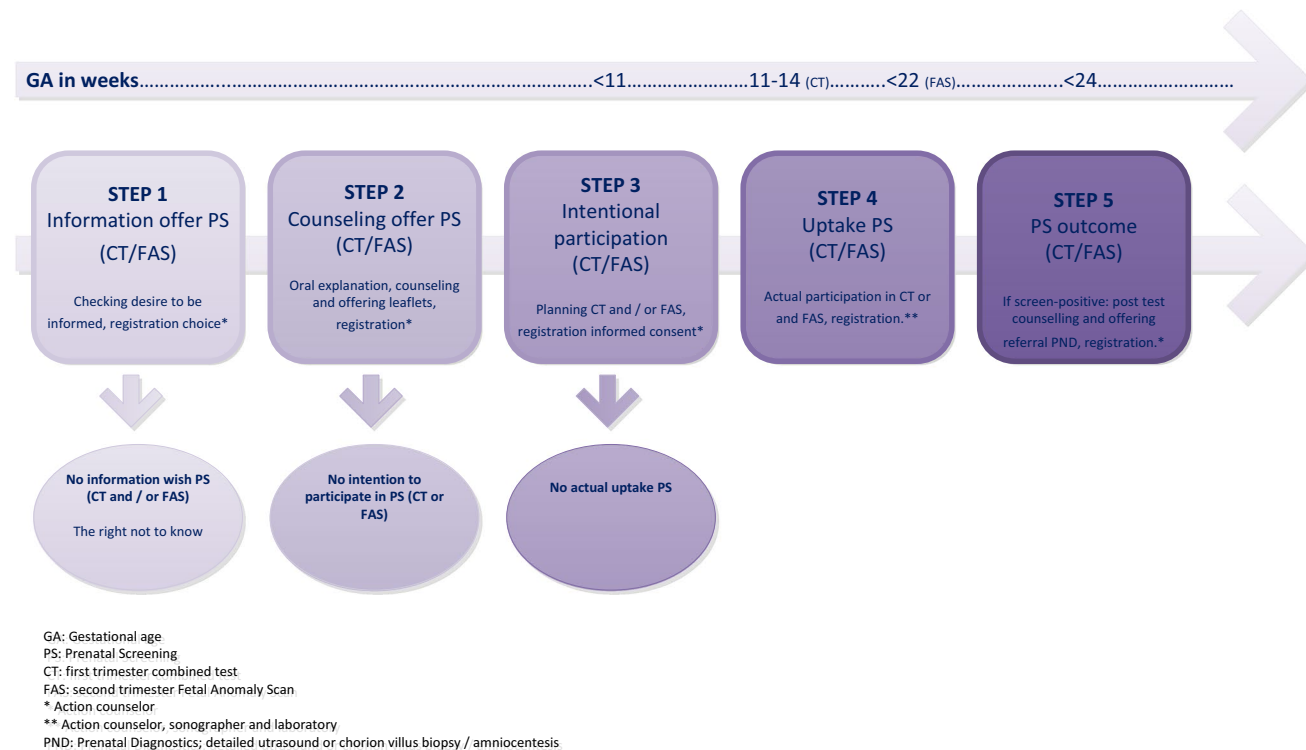 GA in weeks……………...……………………………………………………………..<11…………………11-14 (CT)………..<22 (FAS)…………………...<24……………………………
STEP 1
Information offer PS
(CT/FAS)
Checking desire to be
informed, registration choice*
STEP 2
Counseling offer PS
(CT/FAS)
Oral explanation, counseling
and offering leaflets,
registration*
STEP 3
Intentional
participation
(CT/FAS)
Planning CT and / or FAS,
registration informed consent*
STEP 4
Uptake PS
(CT/FAS)
Actual participation in CT or
and FAS, registration.**
STEP 5
PS outcome
(CT/FAS)
If screen-positive: post test
counselling and offering
referral PND, registration.*
No information wish PS
(CT and / or FAS)
The right not to know
No intention to
participate in PS (CT or
FAS)
No actual uptake PS
GA: Gestational age
PS: Prenatal Screening
CT: first trimester combined test
FAS: second trimester Fetal Anomaly Scan
* Action counselor
** Action counselor, sonographer and laboratory
PND: Prenatal Diagnostics; detailed utrasound or chorion villus biopsy / amniocentesis